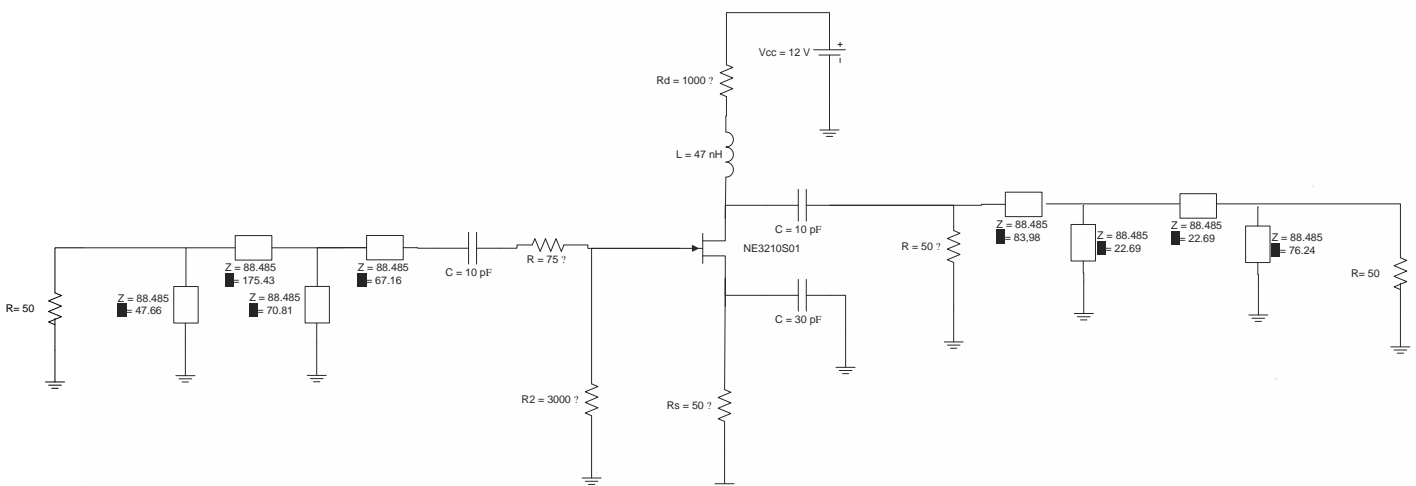 Vcc = 12 V
+
Rd = 1000 ?
L = 47 nH
C = 10 pF
NE3210S01
R = 50 ?
Z = 88.485
= 83,98
Z = 88.485
= 22.69
Z = 88.485
= 22.69
Z = 88.485
= 76.24
R= 50
R= 50
Z = 88.485
= 47.66
Z = 88.485
= 175.43
Z = 88.485
= 70.81
Z = 88.485
= 67.16
C = 10 pF
R = 75 ?
C = 30 pF
R2 = 3000 ?
Rs = 50 ?